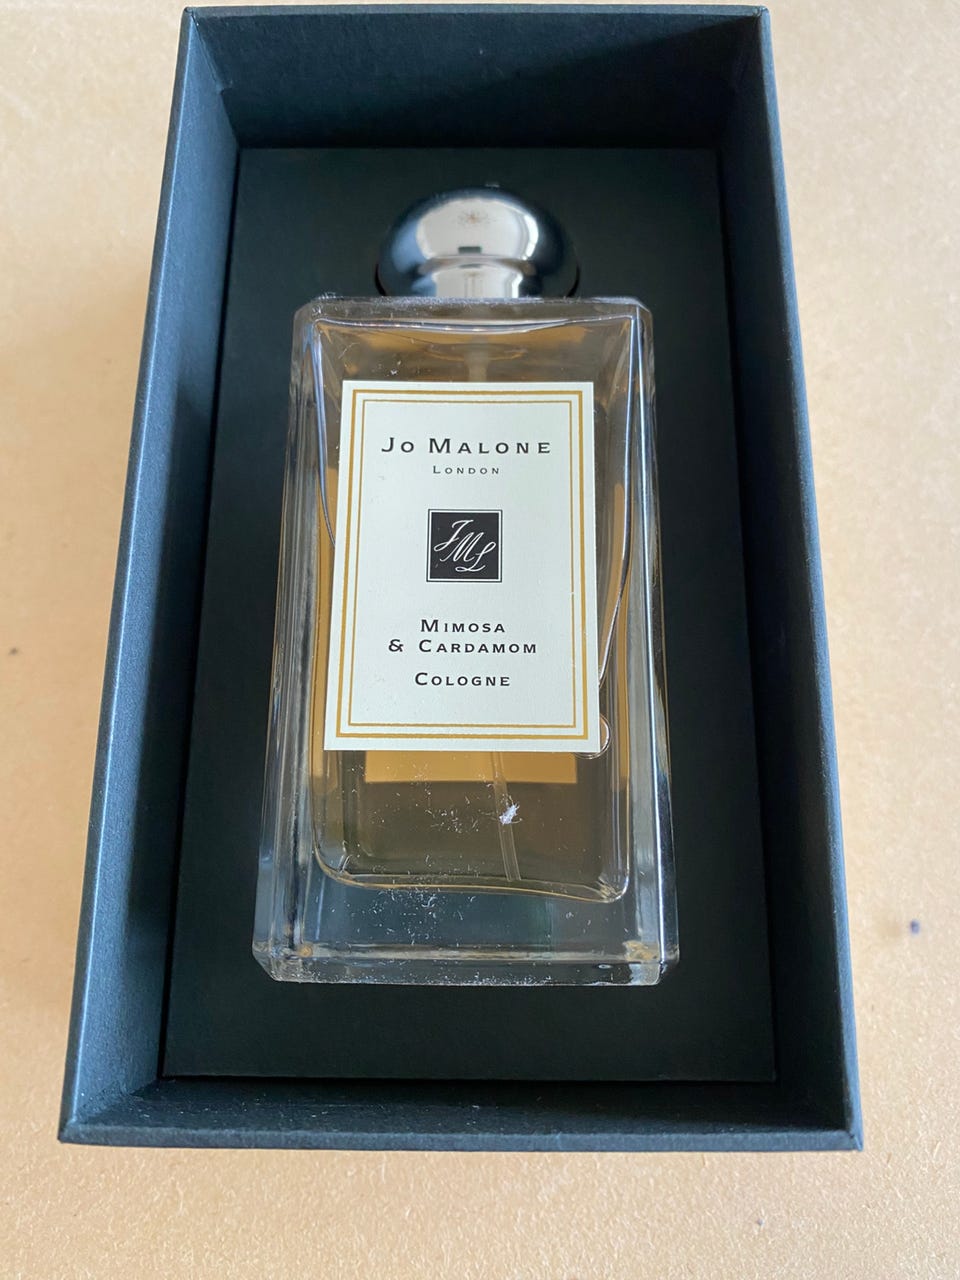 Jo Malone
London
JML
Mimosa
& Cardamom
Cologne